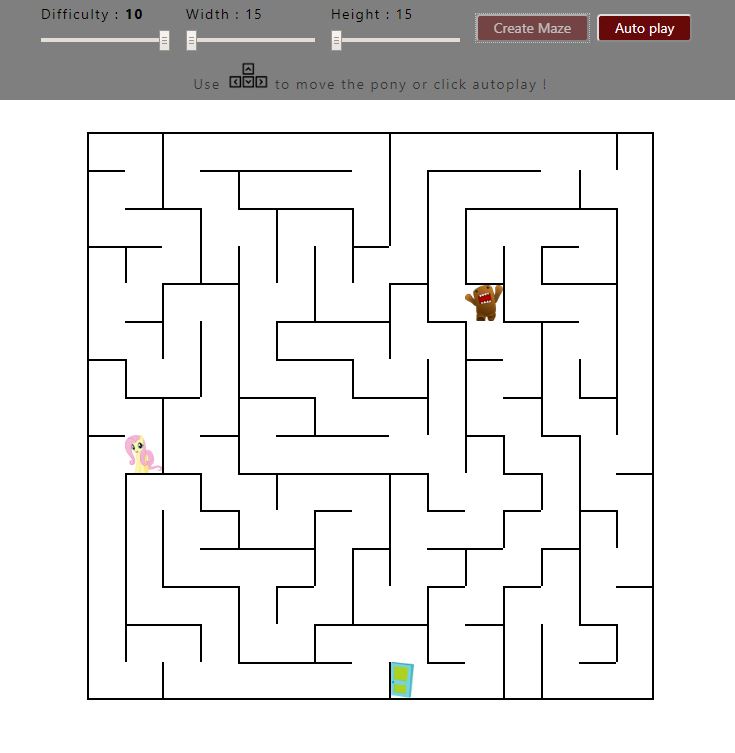 Difficulty : 10 Width : 15 Height : 15 Create Maze Auto play
Use to move the pony or click autoplay !